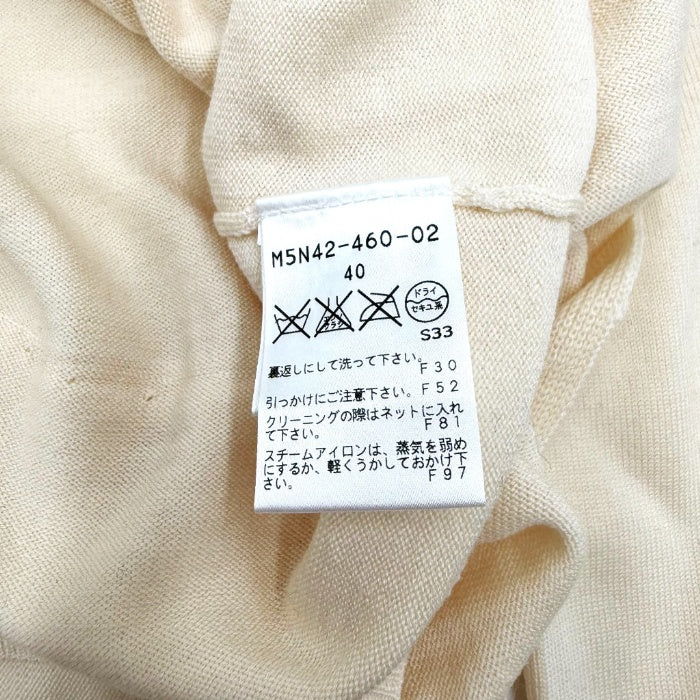 M5N42-460-02
40
ドライ
セキユ系
S33
裏返しにして洗って下さい。
F30
引っかけにご注意下さい。F52
クリーニングの際はネットに入れ
て下さい。 F81
スチームアイロンは、蒸気を弱め
にするか、軽くうかしておかけ下
さい。 F97